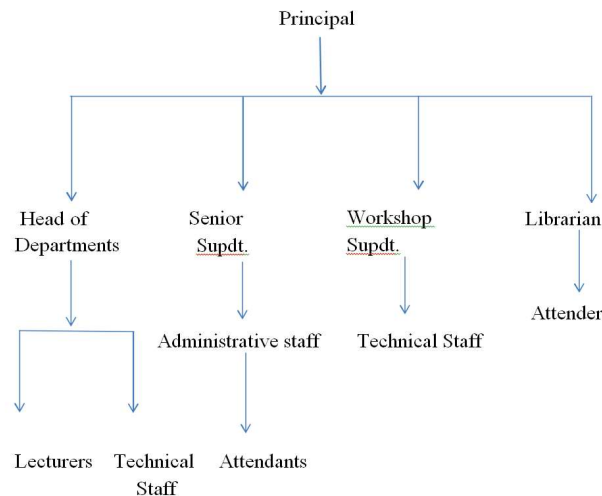 Principal
Head of
Departments
Senior
Supdt.
Workshop
Supdt.
Librarian
Attender
Administrative staff
Technical Staff
Lecturers
Technical
Staff
Attendants